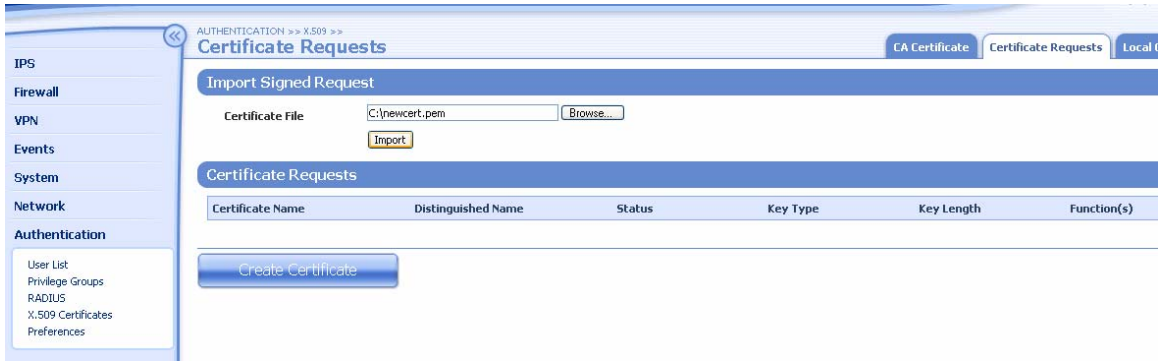 AUTHENTICATION >> X.509 >>
Certificate Requests
CA Certificate
Certificate Requests
Local
IPS
Firewall
VPN
Events
System
Network
Authentication
User List
Privilege Groups
RADIUS
X.509 Certificates
Preferences
Import Signed Request
Certificate File
C:\newcert.pem
Browse...
Import
Certificate Requests
Certificate Name Distinguished Name Status Key Type Key Length Function(s)
Create Certificate